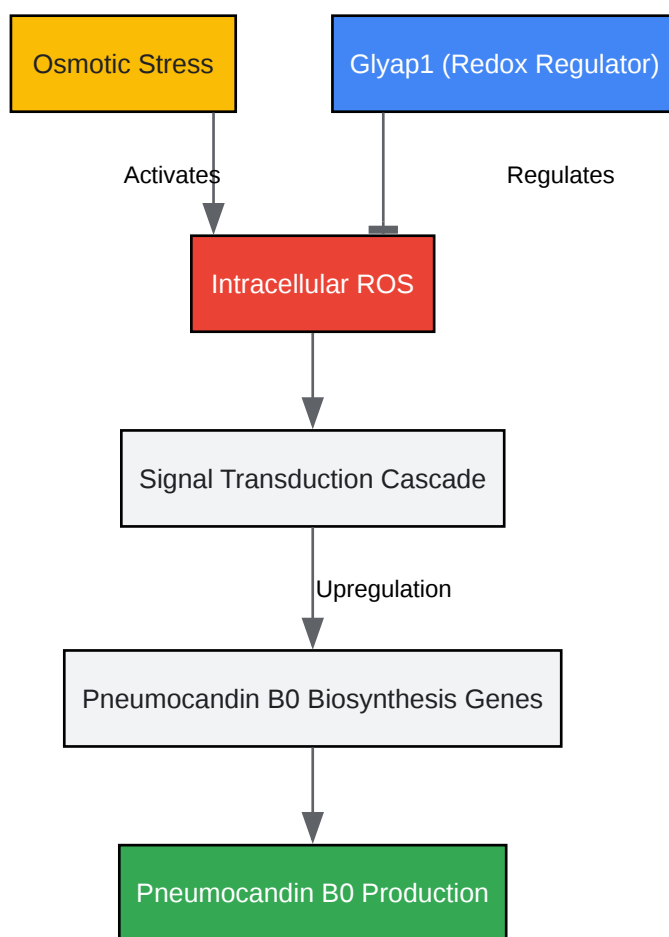 Osmotic Stress
Glyap1 (Redox Regulator)
Activates
Regulates
Intracellular ROS
Signal Transduction Cascade
Upregulation
Pneumocandin B0 Biosynthesis Genes
Pneumocandin B0 Production